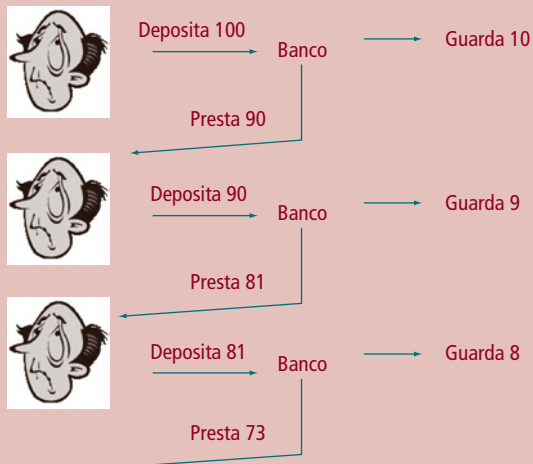 Deposita 100
Banco
Guarda 10
Presta 90
Deposita 90
Banco
Guarda 9
Presta 81
Deposita 81
Banco
Guarda 8
Presta 73